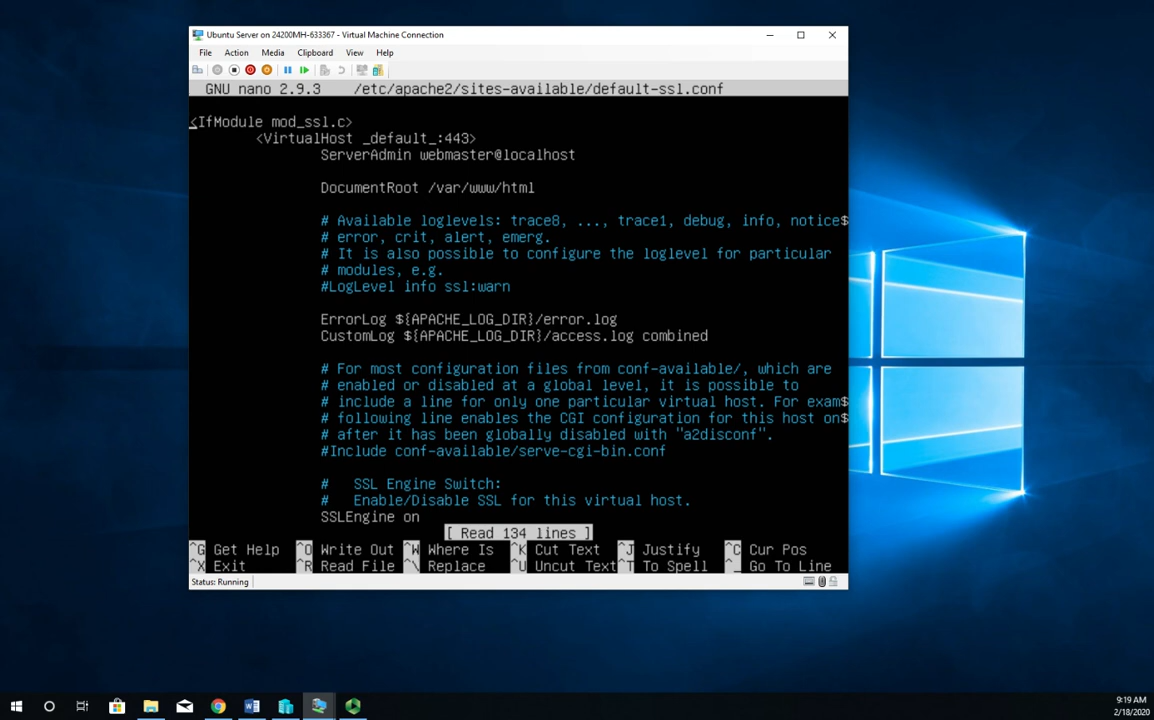 Ubuntu Server on 24200MH-633367 - Virtual Machine Connection
File Action Media Clipboard View Help
GNU nano 2.9.3 /etc/apache2/sites-available/default-ssl.conf
<IfModule mod_ssl.c>
<VirtualHost _default_:443>
ServerAdmin webmaster@localhost
DocumentRoot /var/www/html
# Available loglevels: trace8, ..., trace1, debug, info, notice$
# error, crit, alert, emerg.
# It is also possible to configure the loglevel for particular
# modules, e.g.
#LogLevel info ssl:warn
ErrorLog ${APACHE_LOG_DIR}/error.log
CustomLog ${APACHE_LOG_DIR}/access.log combined
# For most configuration files from conf-available/, which are
# enabled or disabled at a global level, it is possible to
# include a line for only one particular virtual host. For exam$
# following line enables the CGI configuration for this host on$
# after it has been globally disabled with "a2disconf".
#Include conf-available/serve-cgi-bin.conf
# SSL Engine Switch:
# Enable/Disable SSL for this virtual host.
SSLEngine on
[ Read 134 lines ]
^G Get Help ^O Write Out ^W Where Is ^K Cut Text ^J Justify ^C Cur Pos
^X Exit ^R Read File ^\ Replace ^U Uncut Text ^T To Spell ^_ Go To Line
Status: Running
9:19 AM
2/18/2020